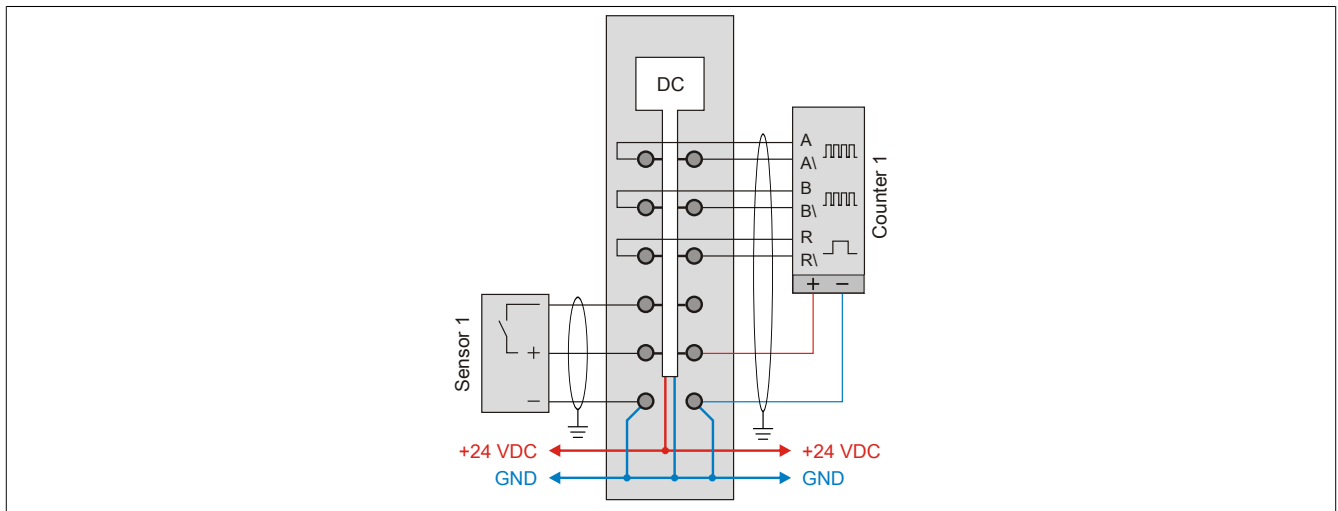 DC
A
A\
B
B\
R
R\
+ −
Counter 1
Sensor 1
+
−
+24 VDC
+24 VDC
GND
GND